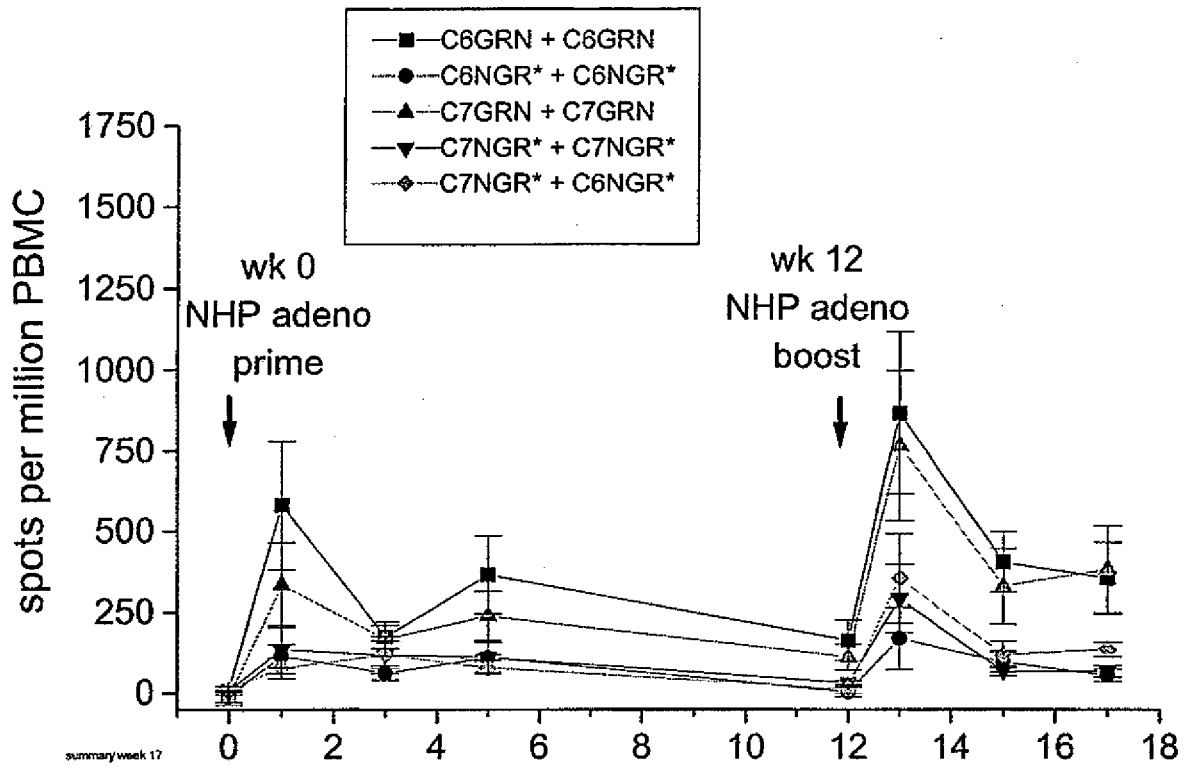 C6GRN + C6GRN
C6NGR* + C6NGR*
C7GRN + C7GRN
C7NGR* + C7NGR*
C7NGR* + C6NGR*
spots per million PBMC
1750
1500
1250
1000
750
500
250
0
wk 0
NHP adeno
prime
wk 12
NHP adeno
boost
0 2 4 6 8 10 12 14 16 18
summary week 17